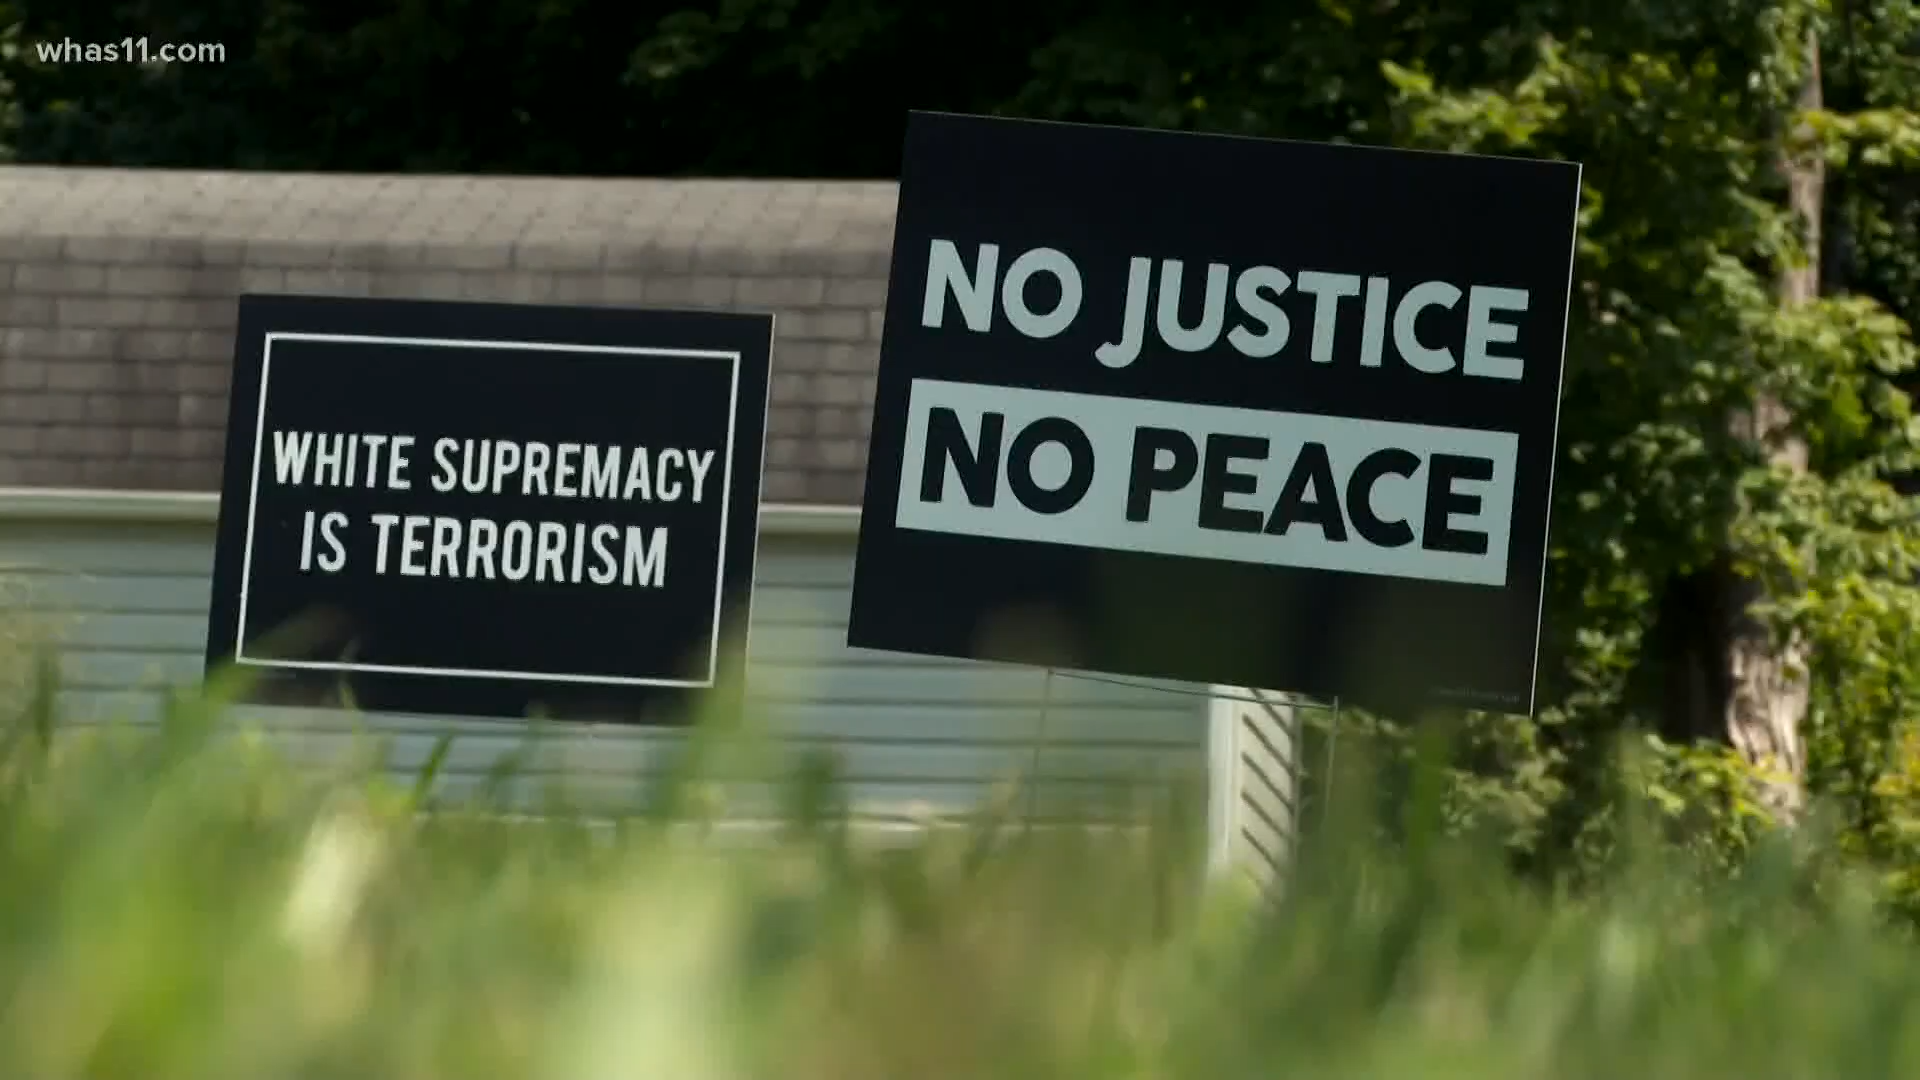 whas11.com
WHITE SUPREMACY
IS TERRORISM
NO JUSTICE
NO PEACE